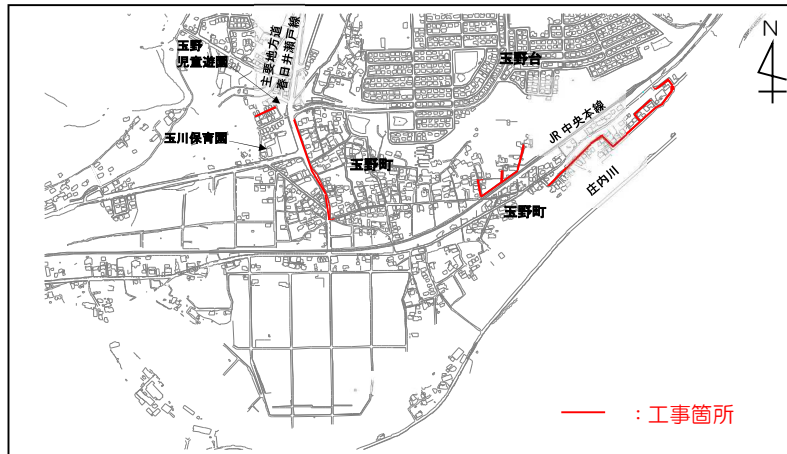 玉野
児童遊園
主要地方道
春日井瀬戸線
玉野台
N
JR中央本線
玉川保育園
玉野町
庄内川
玉野町
：工事箇所